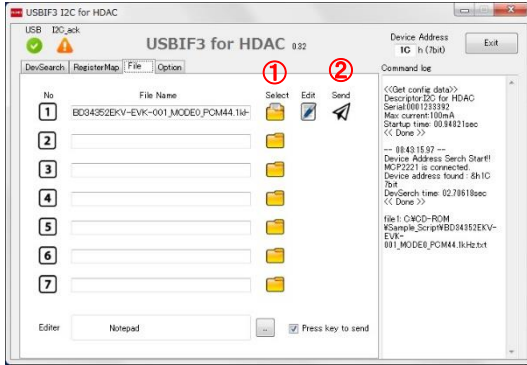 USBIF3 I2C for HDAC
USB I2C_ack
USBIF3 for HDAC 0.32
Device Address
1C h (7bit)
Exit
DevSearch RegisterMap File Option
Command log
① ②
No File Name Select Edit Send
1 BD34352EKV-EVK-001_MODE0_PCM44.1kH
2
3
4
5
6
7
Editer Notepad .. Press key to send
<<Get config data>>
Descriptor:I2C for HDAC
Serial:0001233392
Max current:100mA
Startup time: 00.94821sec
<< Done >>
-- 08:43:15.97 --
Device Address Serch Start!!
MCP2221 is connected.
Device address found : &h1C
7bit
DevSerch time: 02.78618sec
<< Done >>
file1: C:¥CD-ROM
¥Sample_Script¥BD34352EKV-
EVK-
001_MODE0_PCM44.1kHz.txt